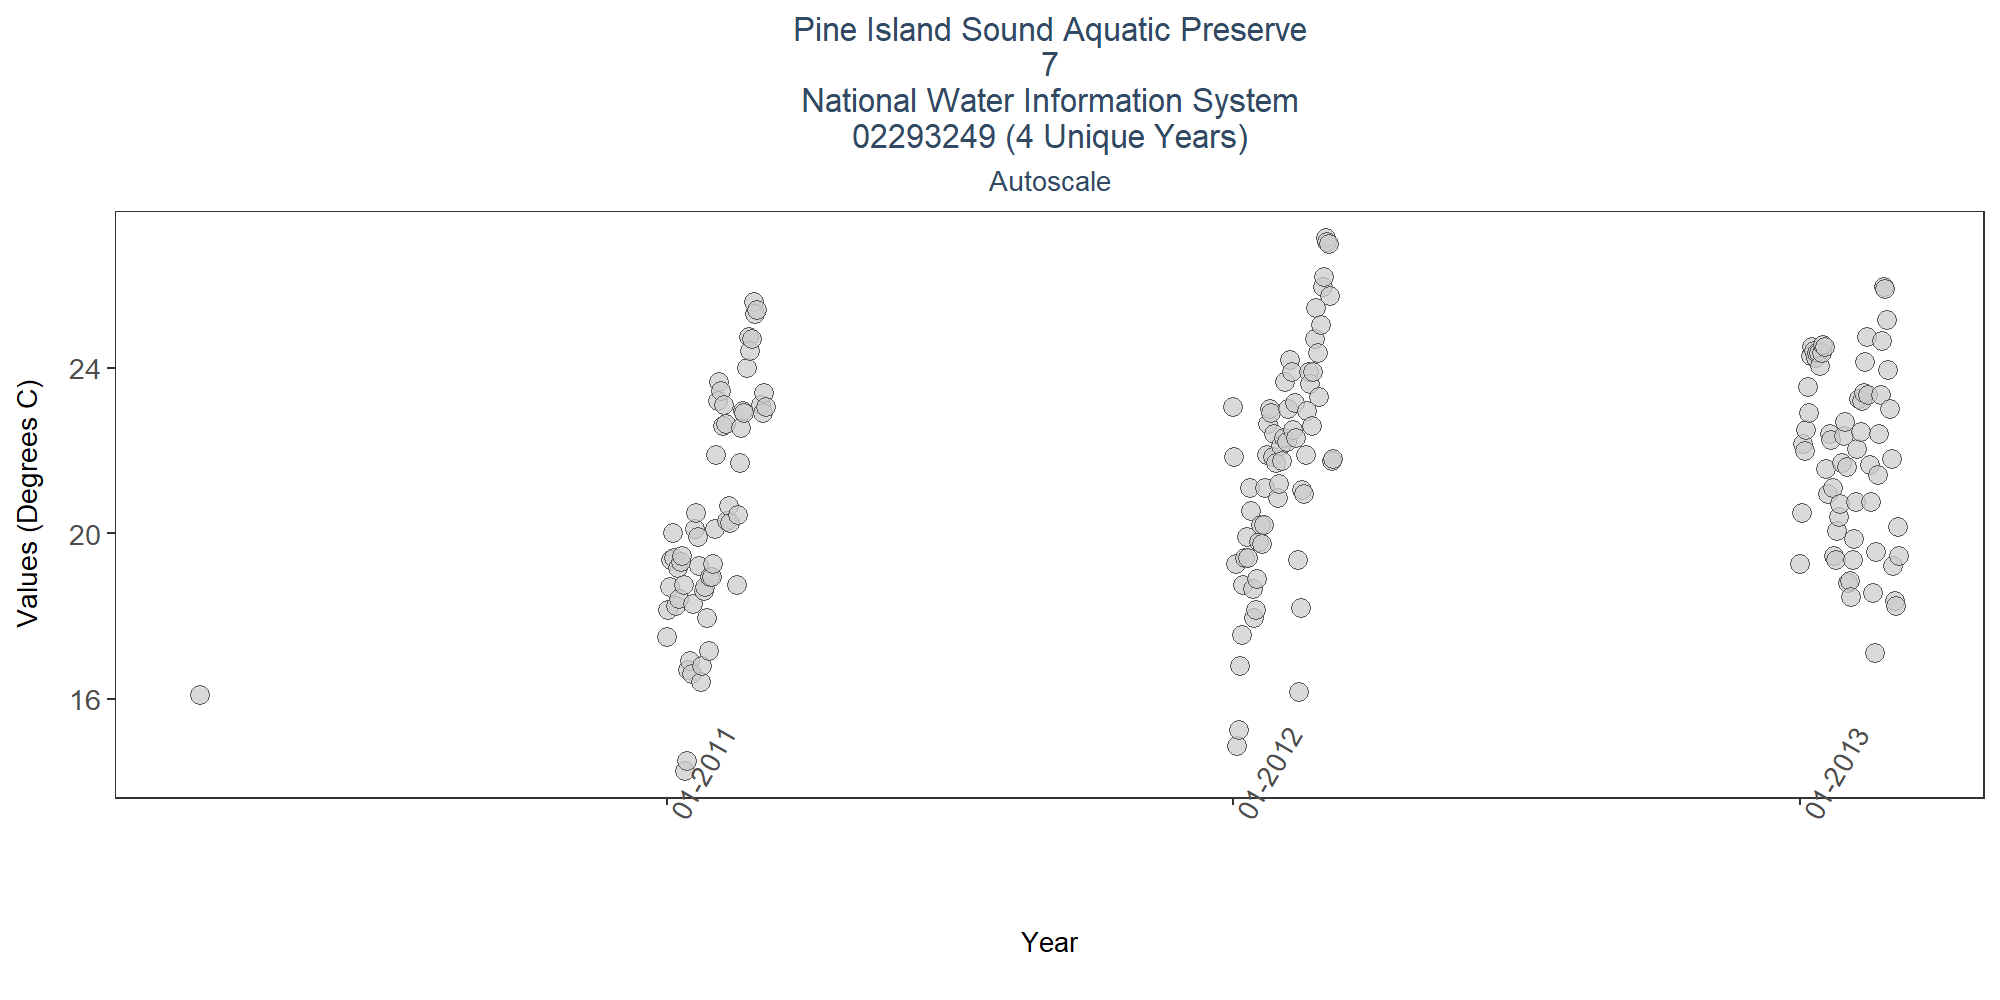 Pine Island Sound Aquatic Preserve
7
National Water Information System
02293249 (4 Unique Years)
Autoscale
Values (Degrees C)
24
20
16
01-2011
01-2012
01-2013
Year